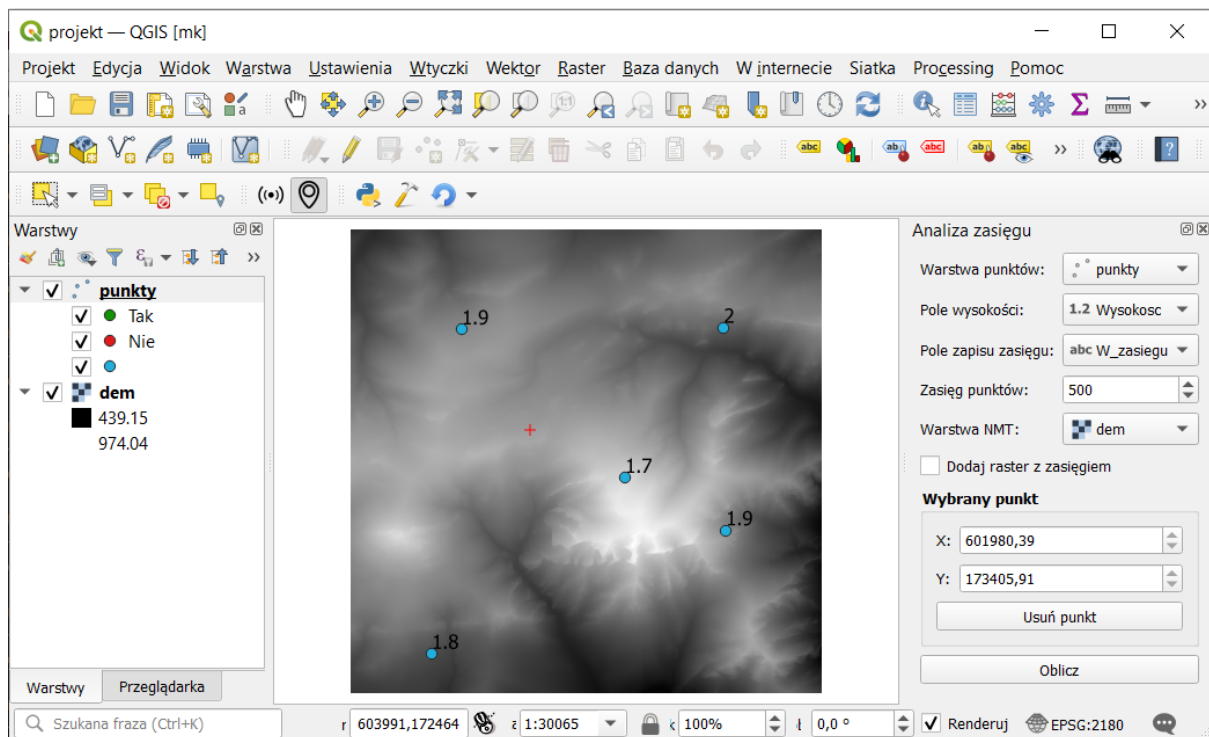 projekt — QGIS [mk]
Projekt Edycja Widok Warstwa Ustawienia Wtyczki Wektor Raster Baza danych W internecie Siatka Processing Pomoc
Warstwy
punkty
Tak
Nie
dem
439.15
974.04
Warstwy Przeglądarka
1.9
2
1.7
1.9
1.8
Analiza zasięgu
Warstwa punktów: punkty
Pole wysokości: 1.2 Wysokosc
Pole zapisu zasięgu: abc W_zasiegu
Zasięg punktów: 500
Warstwa NMT: dem
Dodaj raster z zasięgiem
Wybrany punkt
X: 601980,39
Y: 173405,91
Usuń punkt
Oblicz
Szukana fraza (Ctrl+K) 603991,172464 1:30065 100% 0,0 ° Renderuj EPSG:2180